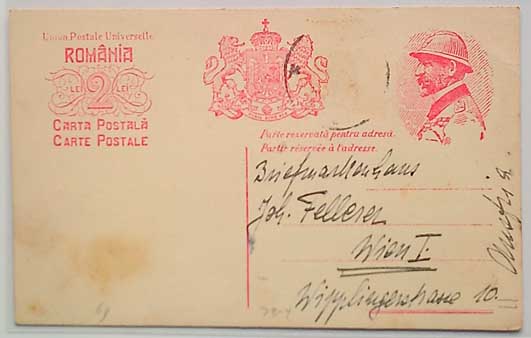 Union Postale Universelle
ROMÂNIA
LEI 2 LEI
CARTA POSTALĂ
CARTE POSTALE
Parte rezervată pentru adresă.
Partie réservée à l'adresse.
Briefmarkenhaus
Joh. Fellerer
Wien I.
Wipplingerstrasse 10.
Austria.